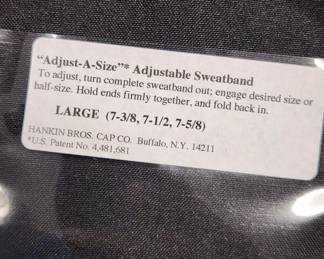 "Adjust-A-Size"* Adjustable Sweatband
To adjust, turn complete sweatband out; engage desired size or
half-size. Hold ends firmly together, and fold back in.
LARGE (7-3/8, 7-1/2, 7-5/8)
HANKIN BROS. CAP CO. Buffalo, N.Y. 14211
*U.S. Patent No. 4,481,681